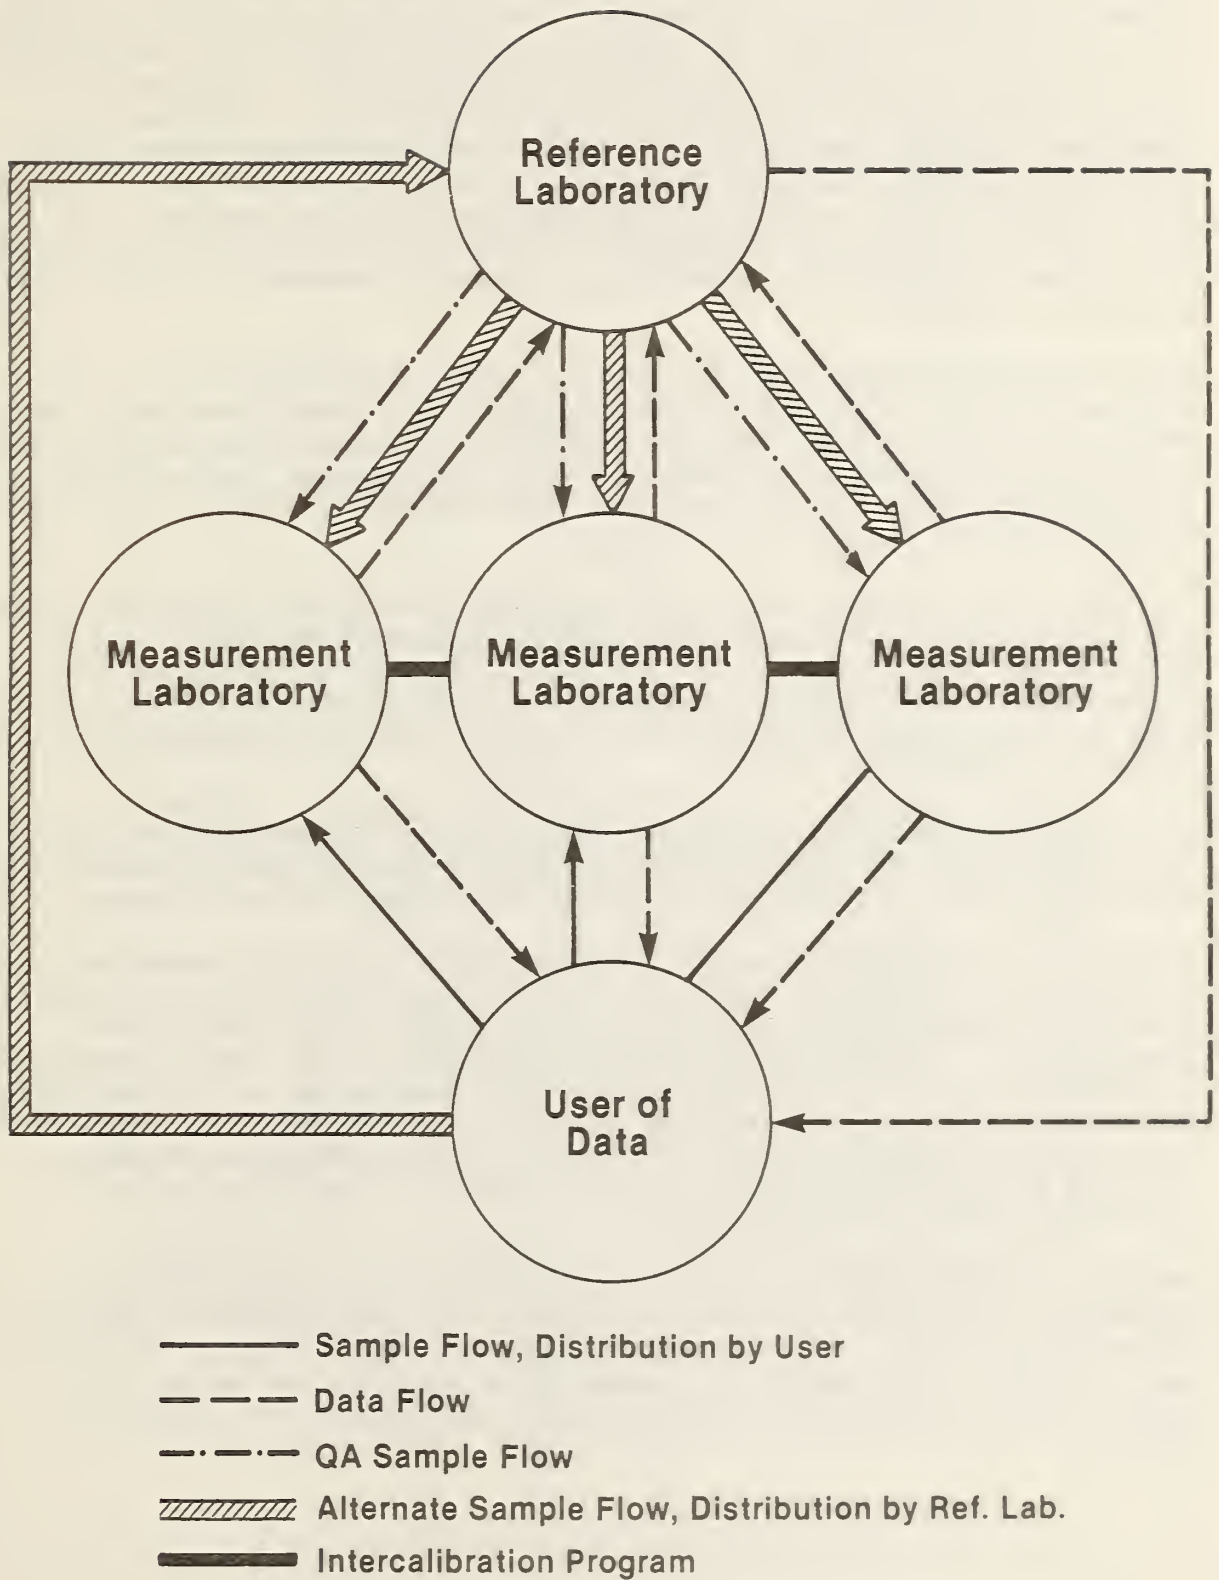 Reference
Laboratory
Measurement
Laboratory
Measurement
Laboratory
Measurement
Laboratory
User of
Data
Sample Flow, Distribution by User
Data Flow
QA Sample Flow
Alternate Sample Flow, Distribution by Ref. Lab.
Intercalibration Program